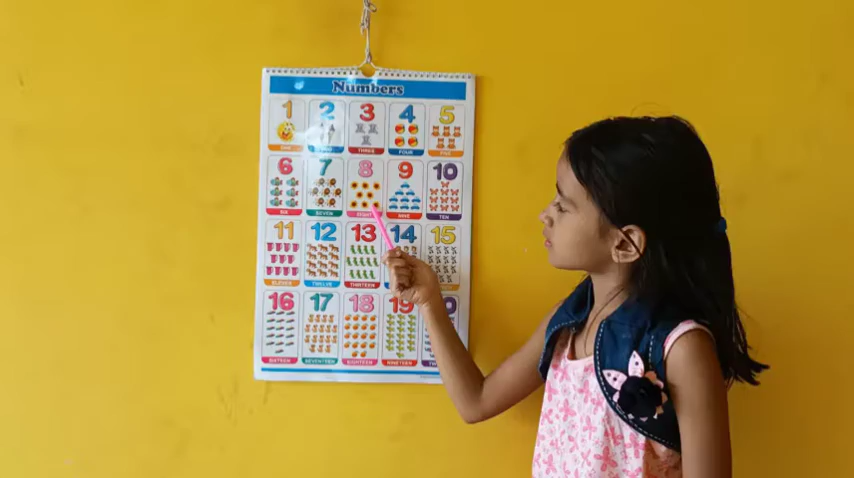 Numbers
1 2 3 4 5
ONE THREE FOUR FIVE
6 7 8 9 10
SIX SEVEN EIGHT NINE TEN
11 12 13 14 15
ELEVEN TWELVE THIRTEEN
16 17 18 19
SIXTEEN SEVENTEEN EIGHTEEN NINETEEN